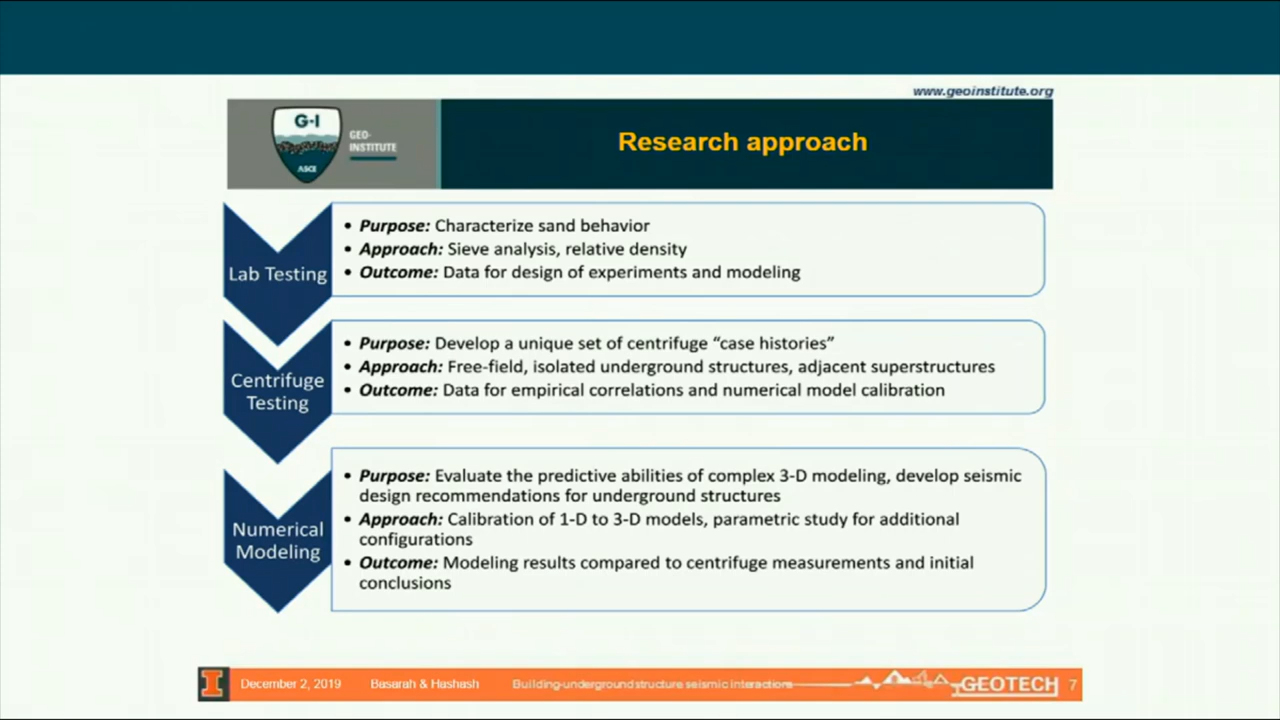 www.geoinstitute.org
G-I
GEO-
INSTITUTE
ASCE
Research approach
Lab Testing
• Purpose: Characterize sand behavior
• Approach: Sieve analysis, relative density
• Outcome: Data for design of experiments and modeling
Centrifuge
Testing
• Purpose: Develop a unique set of centrifuge “case histories”
• Approach: Free-field, isolated underground structures, adjacent superstructures
• Outcome: Data for empirical correlations and numerical model calibration
Numerical
Modeling
• Purpose: Evaluate the predictive abilities of complex 3-D modeling, develop seismic
design recommendations for underground structures
• Approach: Calibration of 1-D to 3-D models, parametric study for additional
configurations
• Outcome: Modeling results compared to centrifuge measurements and initial
conclusions
I December 2, 2019 Basarah & Hashash Building-underground structure seismic interactions GEOTECH 7